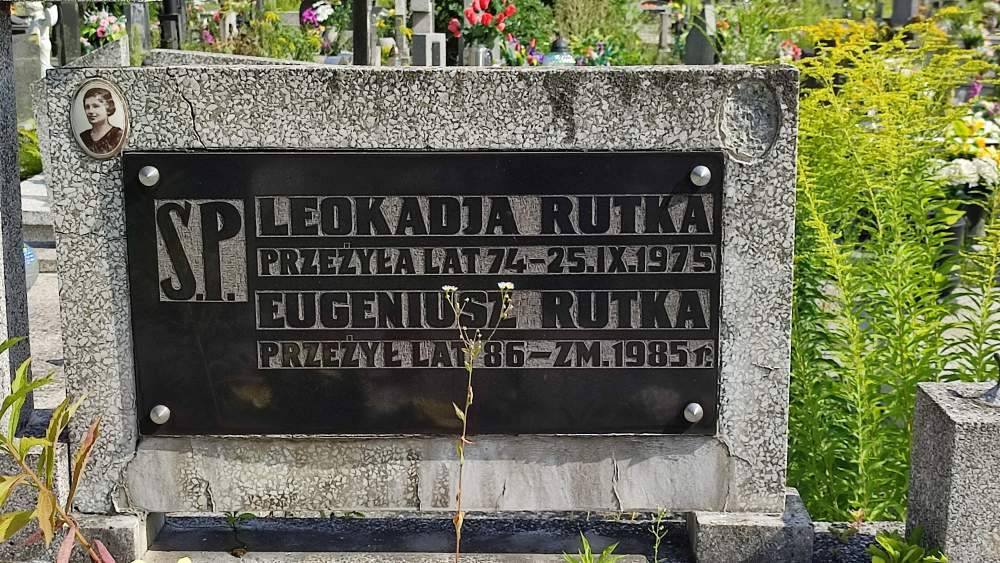 S.P.
LEOKADJA RUTKA
PRZEŻYŁA LAT 74-25.IX.1975
EUGENIUSZ RUTKA
PRZEŻYŁ LAT 86-ZM.1985 r.